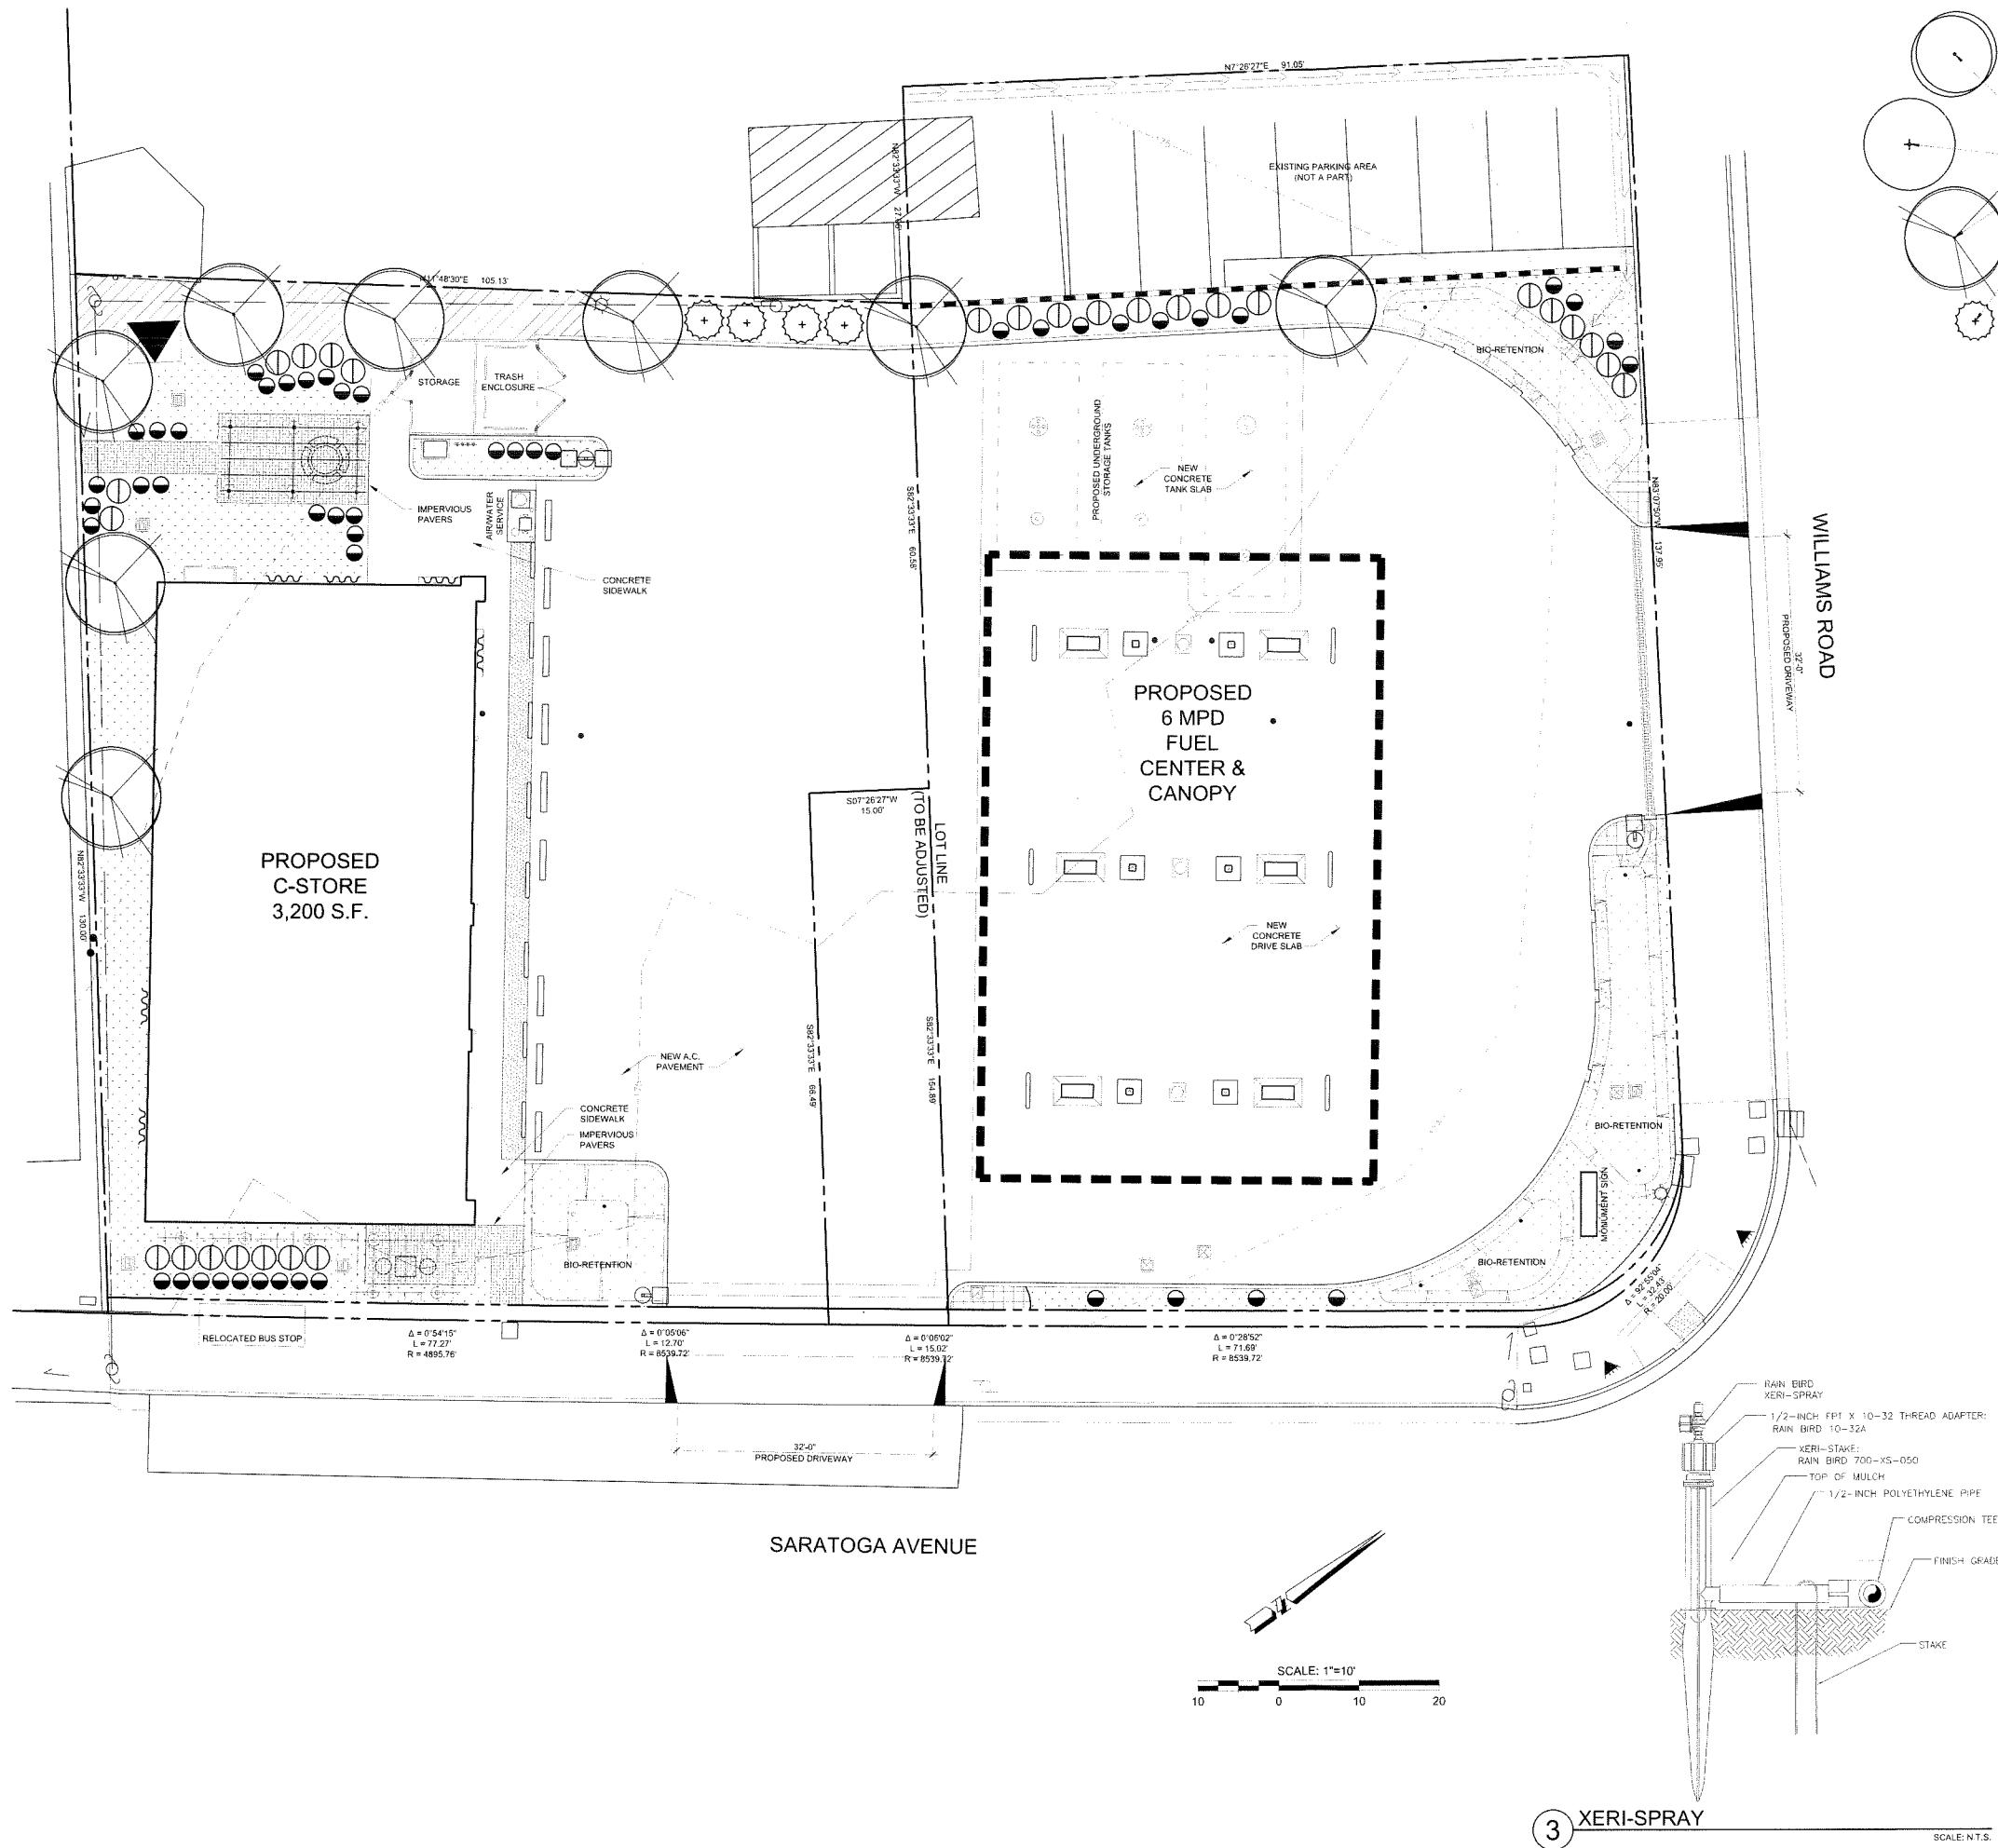 N7°26'27"E 91.05'
EXISTING PARKING AREA
(NOT A PART)
N11°48'30"E 105.13'
N82°33'33"W
STORAGE
TRASH
ENCLOSURE
BIO-RETENTION
PROPOSED UNDERGROUND
STORAGE TANKS
NEW
CONCRETE
TANK SLAB
IMPERVIOUS
PAVERS
AIR/WATER
SERVICE
S82°33'33"E 60.58'
N83°07'50"W 137.95'
WILLIAMS ROAD
CONCRETE
SIDEWALK
32'-0"
PROPOSED DRIVEWAY
PROPOSED
6 MPD
FUEL
CENTER &
CANOPY
S07°26'27"W
15.00'
LOT LINE
(TO BE ADJUSTED)
PROPOSED
C-STORE
3,200 S.F.
N82°33'33"W 130.00'
NEW
CONCRETE
DRIVE SLAB
NEW A.C.
PAVEMENT
S82°33'33"E 66.49'
S82°33'33"E 154.89'
CONCRETE
SIDEWALK
IMPERVIOUS
PAVERS
BIO-RETENTION
MONUMENT SIGN
BIO-RETENTION
BIO-RETENTION
Δ = 92°55'04"
L = 32.43'
R = 20.00'
RELOCATED BUS STOP
Δ = 0°54'15"
L = 77.27'
R = 4895.76'
Δ = 0°05'06"
L = 12.70'
R = 8539.72'
Δ = 0°06'02"
L = 15.02'
R = 8539.72'
Δ = 0°28'52"
L = 71.69'
R = 8539.72'
32'-0"
PROPOSED DRIVEWAY
SARATOGA AVENUE
SCALE: 1"=10'
10 0 10 20
RAIN BIRD
XERI-SPRAY
1/2-INCH FPT X 10-32 THREAD ADAPTER:
RAIN BIRD 10-32A
XERI-STAKE:
RAIN BIRD 700-XS-050
TOP OF MULCH
1/2-INCH POLYETHYLENE PIPE
COMPRESSION TEE
FINISH GRADE
STAKE
3 XERI-SPRAY
SCALE: N.T.S.